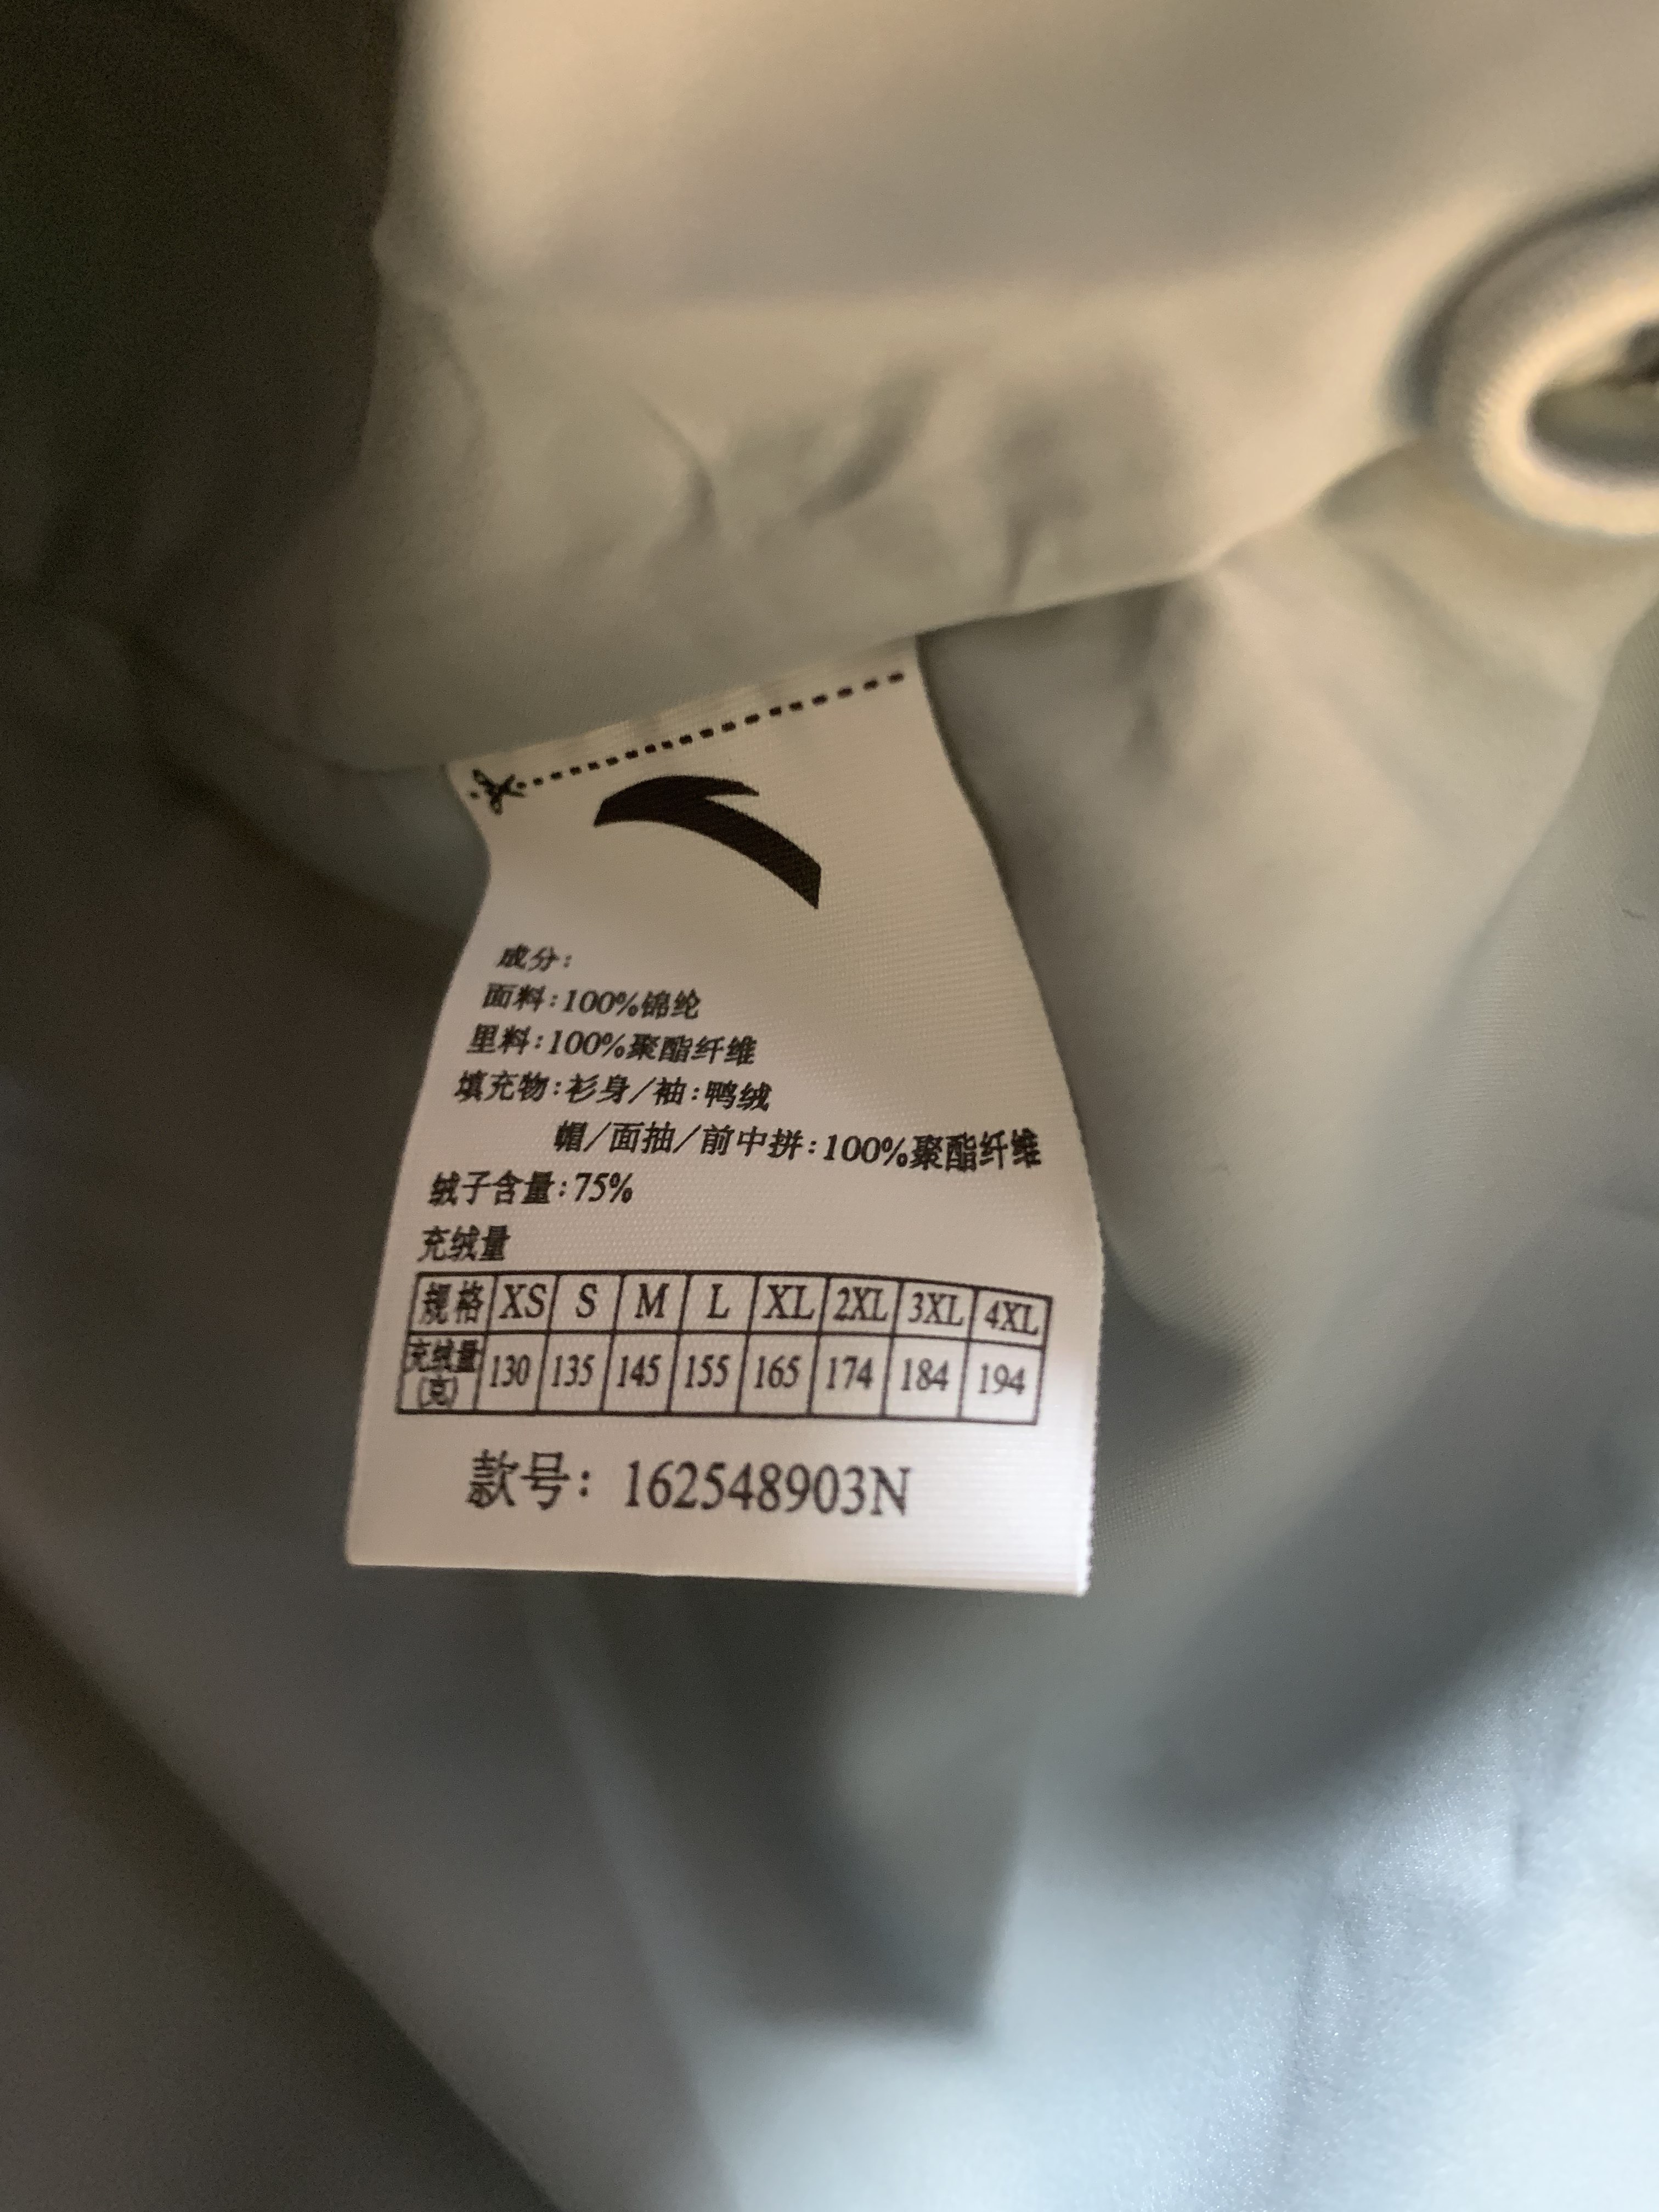 成分:
面料:100%锦纶
里料:100%聚酯纤维
填充物:衫身/袖:鸭绒
帽/面抽/前中拼:100%聚酯纤维
绒子含量:75%
充绒量
规格 XS S M L XL 2XL 3XL 4XL
充绒量(克) 130 135 145 155 165 174 184 194
款号: 162548903N